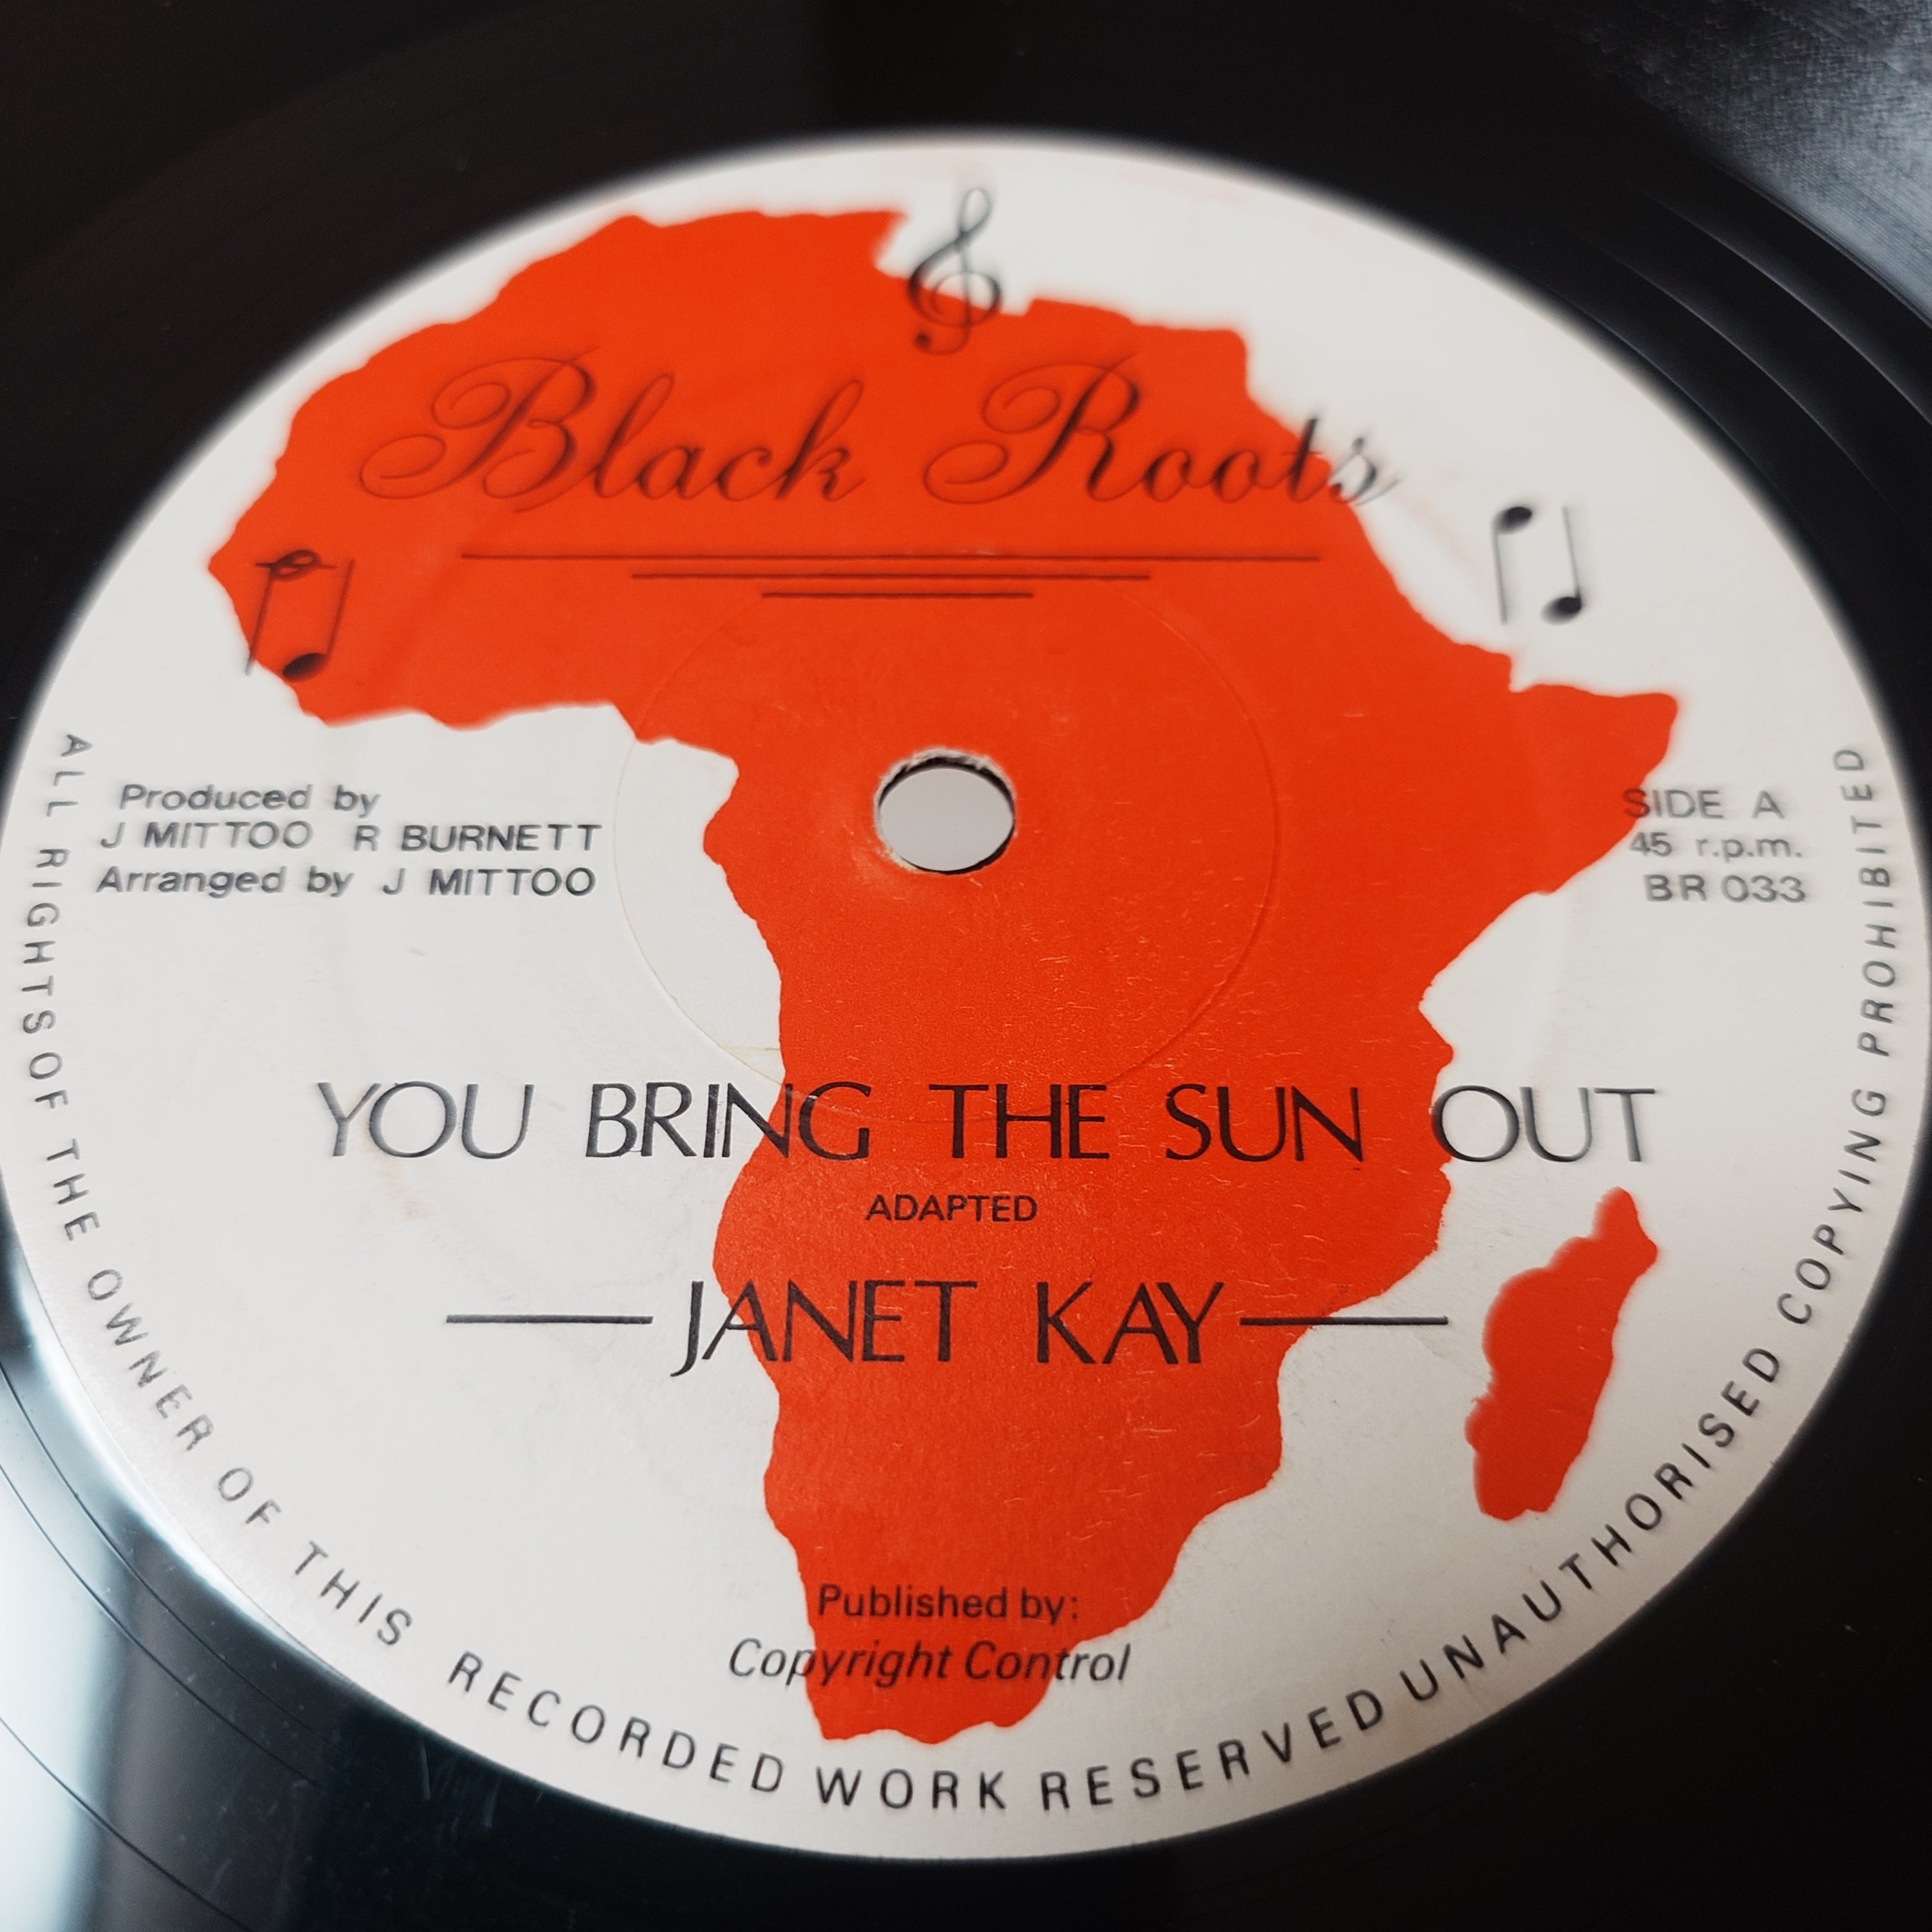 Black Roots
Produced by
J MITTOO R BURNETT
Arranged by J MITTOO
SIDE A
45 r.p.m.
BR 033
YOU BRING THE SUN OUT
ADAPTED
JANET KAY
Published by:
Copyright Control
ALL RIGHTS OF THE OWNER OF THIS RECORDED WORK RESERVED UNAUTHORISED COPYING PROHIBITED